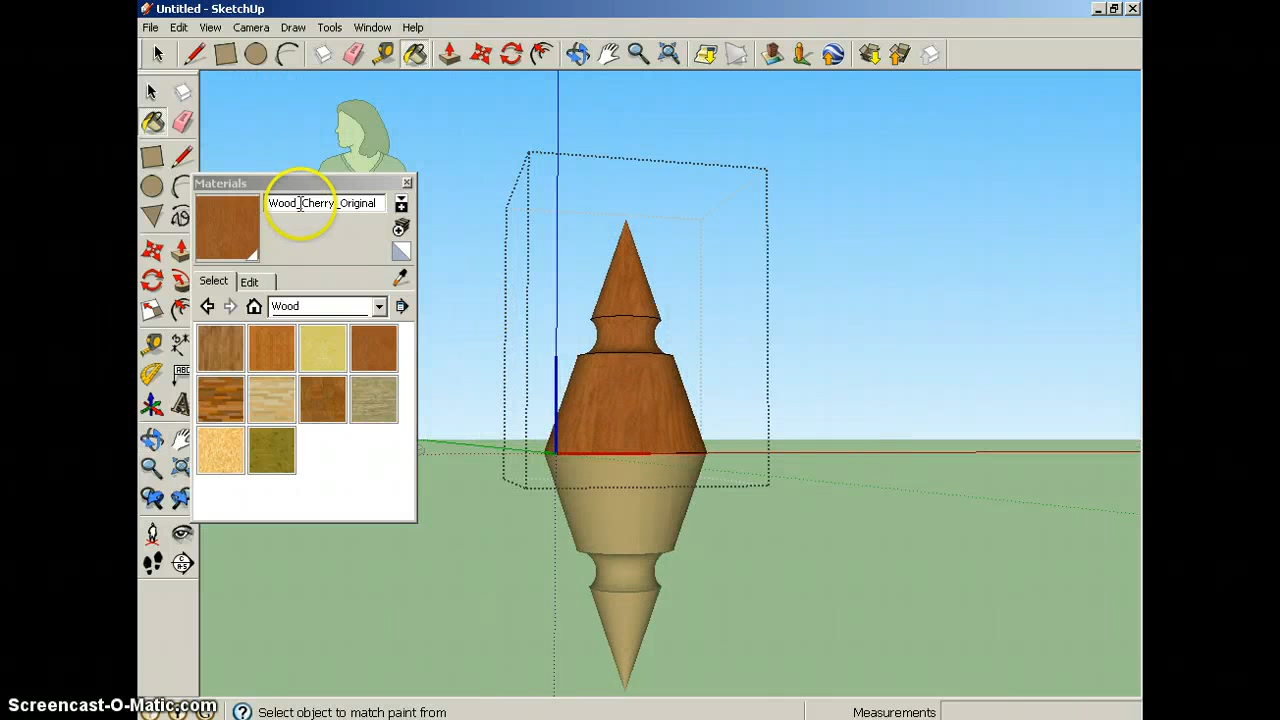 Untitled - SketchUp
File Edit View Camera Draw Tools Window Help
Materials
Wood_Cherry_Original
Select Edit
Wood
ABC
Screencast-O-Matic.com
Select object to match paint from
Measurements